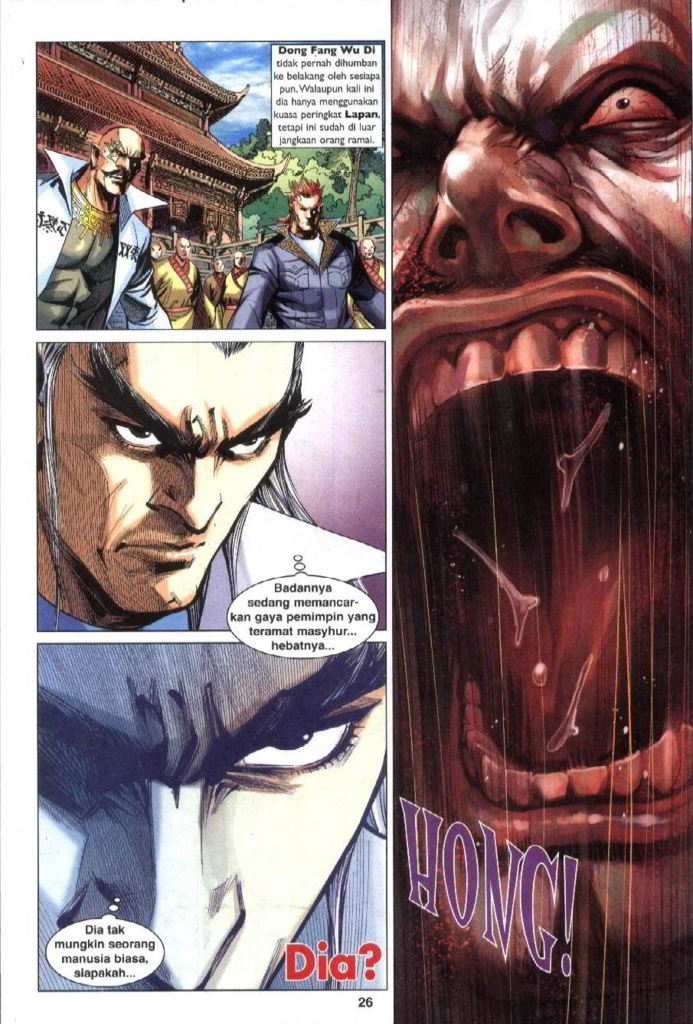 Dong Fang Wu Di
tidak pernah dihumban
ke belakang oleh sesiapa
pun. Walaupun kali ini
dia hanya menggunakan
kuasa peringkat Lapan,
tetapi ini sudah di luar
jangkaan orang ramai.
Badannya
sedang memancar-
kan gaya pemimpin yang
teramat masyhur...
hebatnya...
Dia tak
mungkin seorang
manusia biasa,
siapakah...
Dia?
HONG!
26